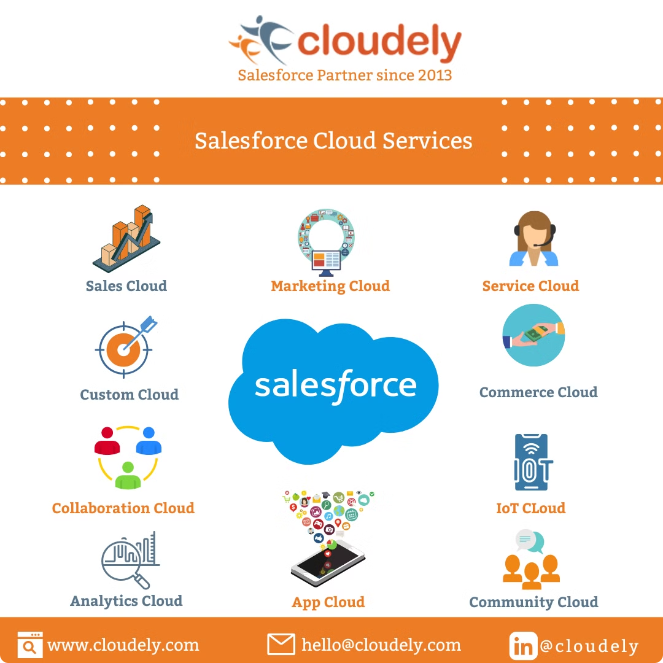 cloudely
Salesforce Partner since 2013
Salesforce Cloud Services
Sales Cloud
Marketing Cloud
Service Cloud
Custom Cloud
salesforce
Commerce Cloud
Collaboration Cloud
IOT
IoT CLoud
Analytics Cloud
App Cloud
Community Cloud
www.cloudely.com
hello@cloudely.com
in
@cloudely